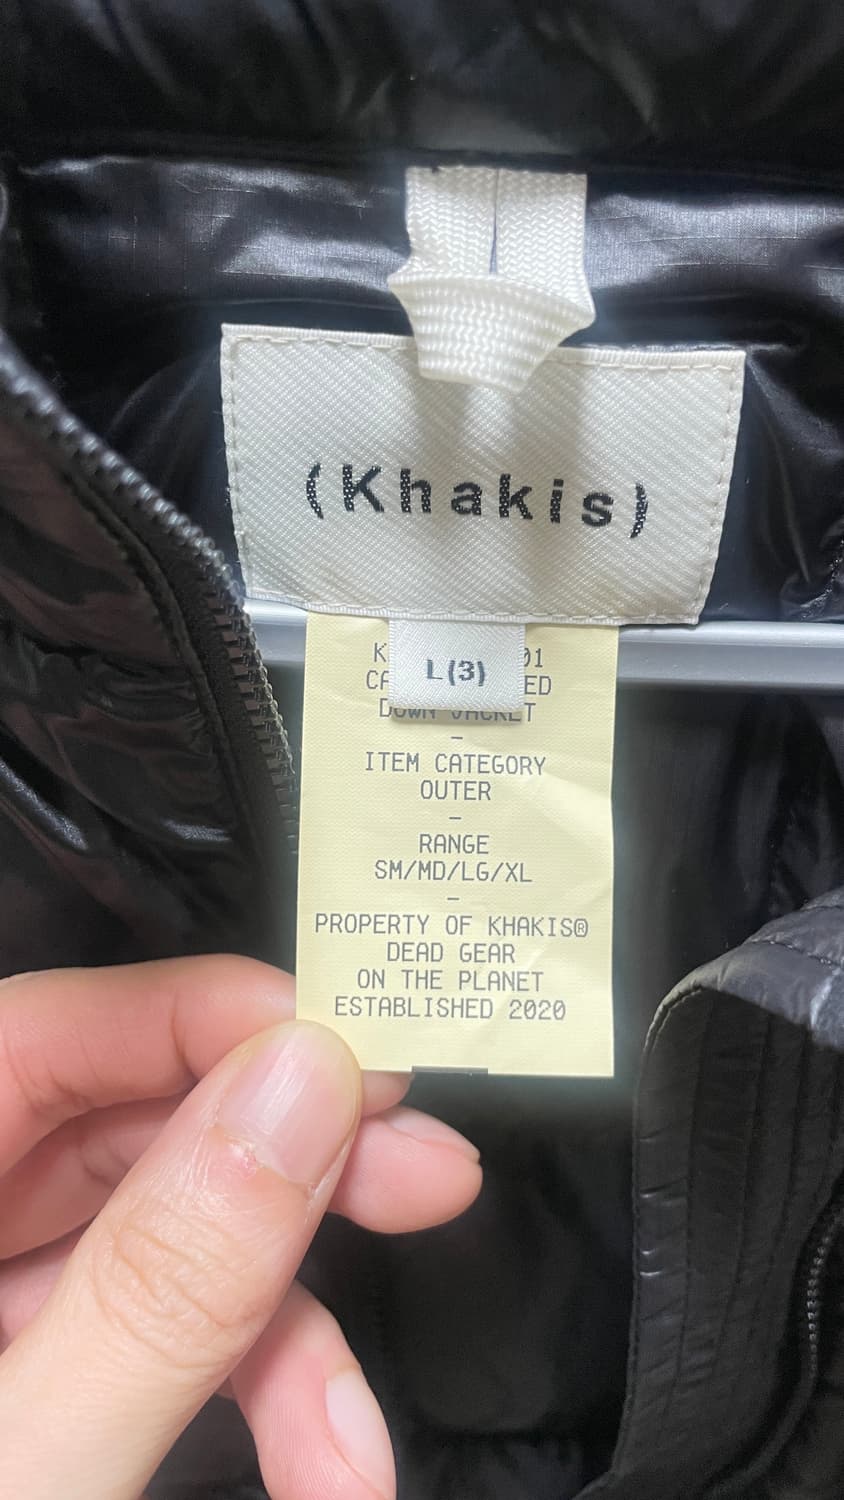 (Khakis)
L(3)
DOWN JACKET
–
ITEM CATEGORY
OUTER
–
RANGE
SM/MD/LG/XL
–
PROPERTY OF KHAKIS®
DEAD GEAR
ON THE PLANET
ESTABLISHED 2020